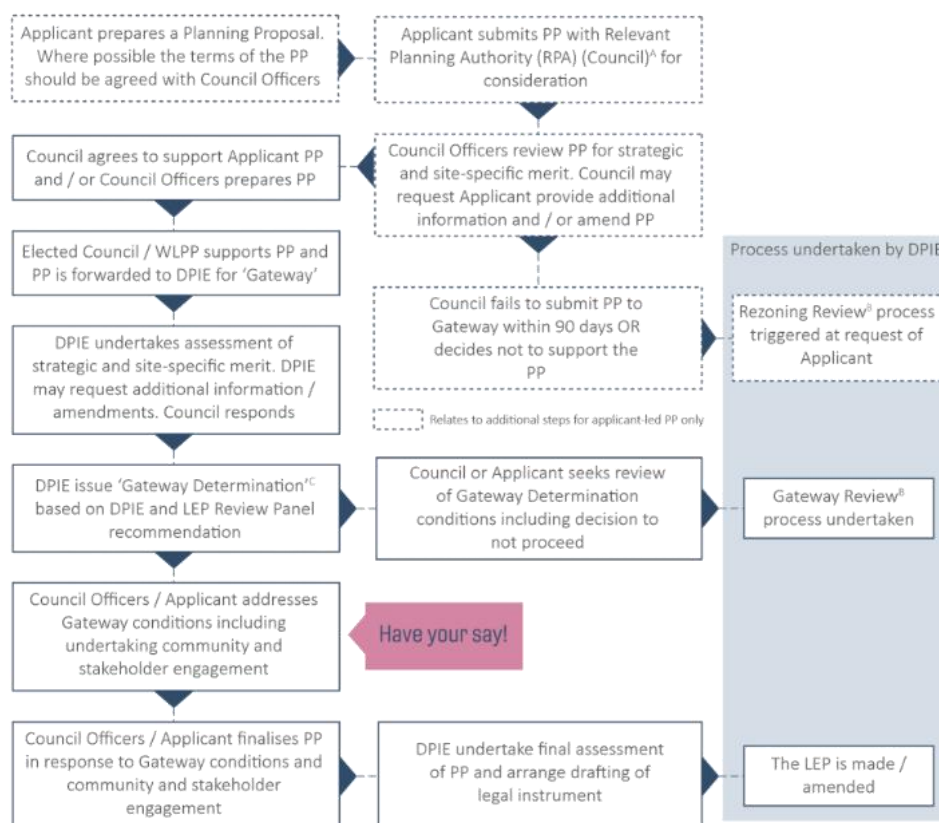 Applicant prepares a Planning Proposal.
Where possible the terms of the PP
should be agreed with Council Officers
Applicant submits PP with Relevant
Planning Authority (RPA) (Council)ᴬ for
consideration
Council agrees to support Applicant PP
and / or Council Officers prepares PP
Council Officers review PP for strategic
and site-specific merit. Council may
request Applicant provide additional
information and / or amend PP
Elected Council / WLPP supports PP and
PP is forwarded to DPIE for ‘Gateway’
Process undertaken by DPIE
Council fails to submit PP to
Gateway within 90 days OR
decides not to support the
PP
Rezoning Reviewᴮ process
triggered at request of
Applicant
DPIE undertakes assessment of
strategic and site-specific merit. DPIE
may request additional information /
amendments. Council responds
Relates to additional steps for applicant-led PP only
DPIE issue ‘Gateway Determination’ᶜ
based on DPIE and LEP Review Panel
recommendation
Council or Applicant seeks review
of Gateway Determination
conditions including decision to
not proceed
Gateway Reviewᴮ
process undertaken
Council Officers / Applicant addresses
Gateway conditions including
undertaking community and
stakeholder engagement
Have your say!
Council Officers / Applicant finalises PP
in response to Gateway conditions and
community and stakeholder
engagement
DPIE undertake final assessment
of PP and arrange drafting of
legal instrument
The LEP is made /
amended